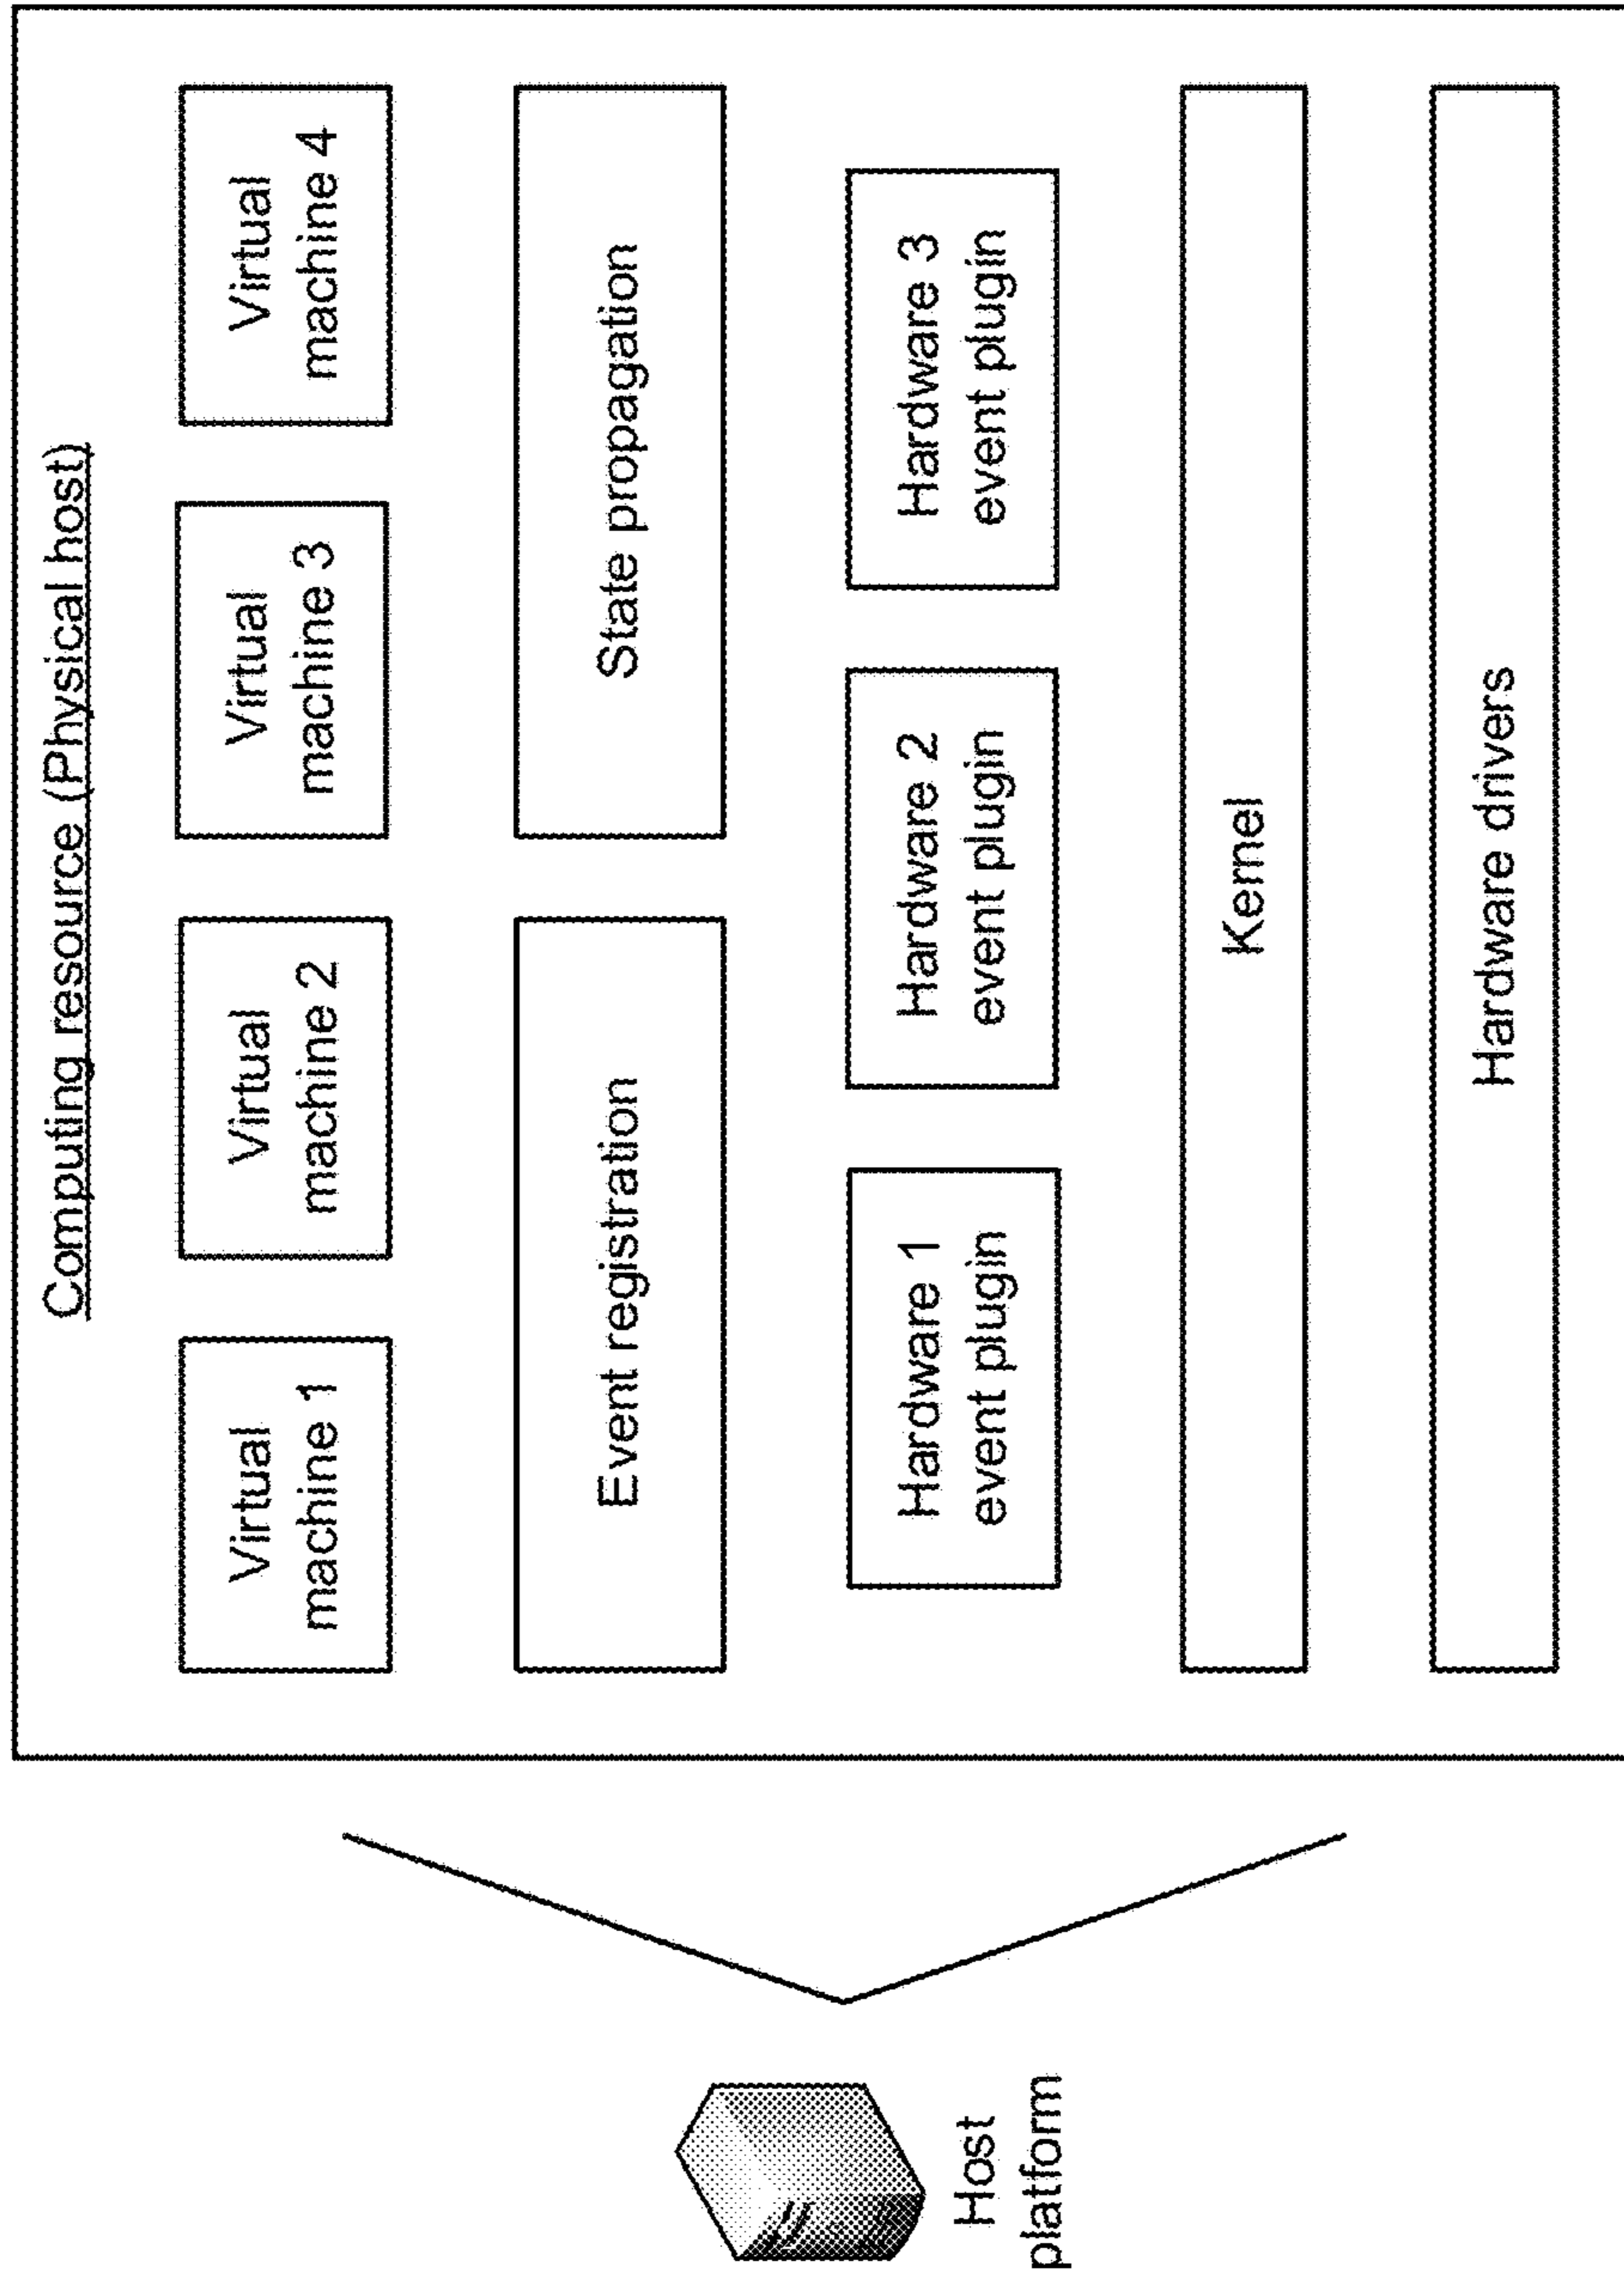 Computing resource (Physical host)
Virtual
machine 1
Virtual
machine 2
Virtual
machine 3
Virtual
machine 4
Event registration
State propagation
Hardware 1
event plugin
Hardware 2
event plugin
Hardware 3
event plugin
Kernel
Hardware drivers
Host
platform